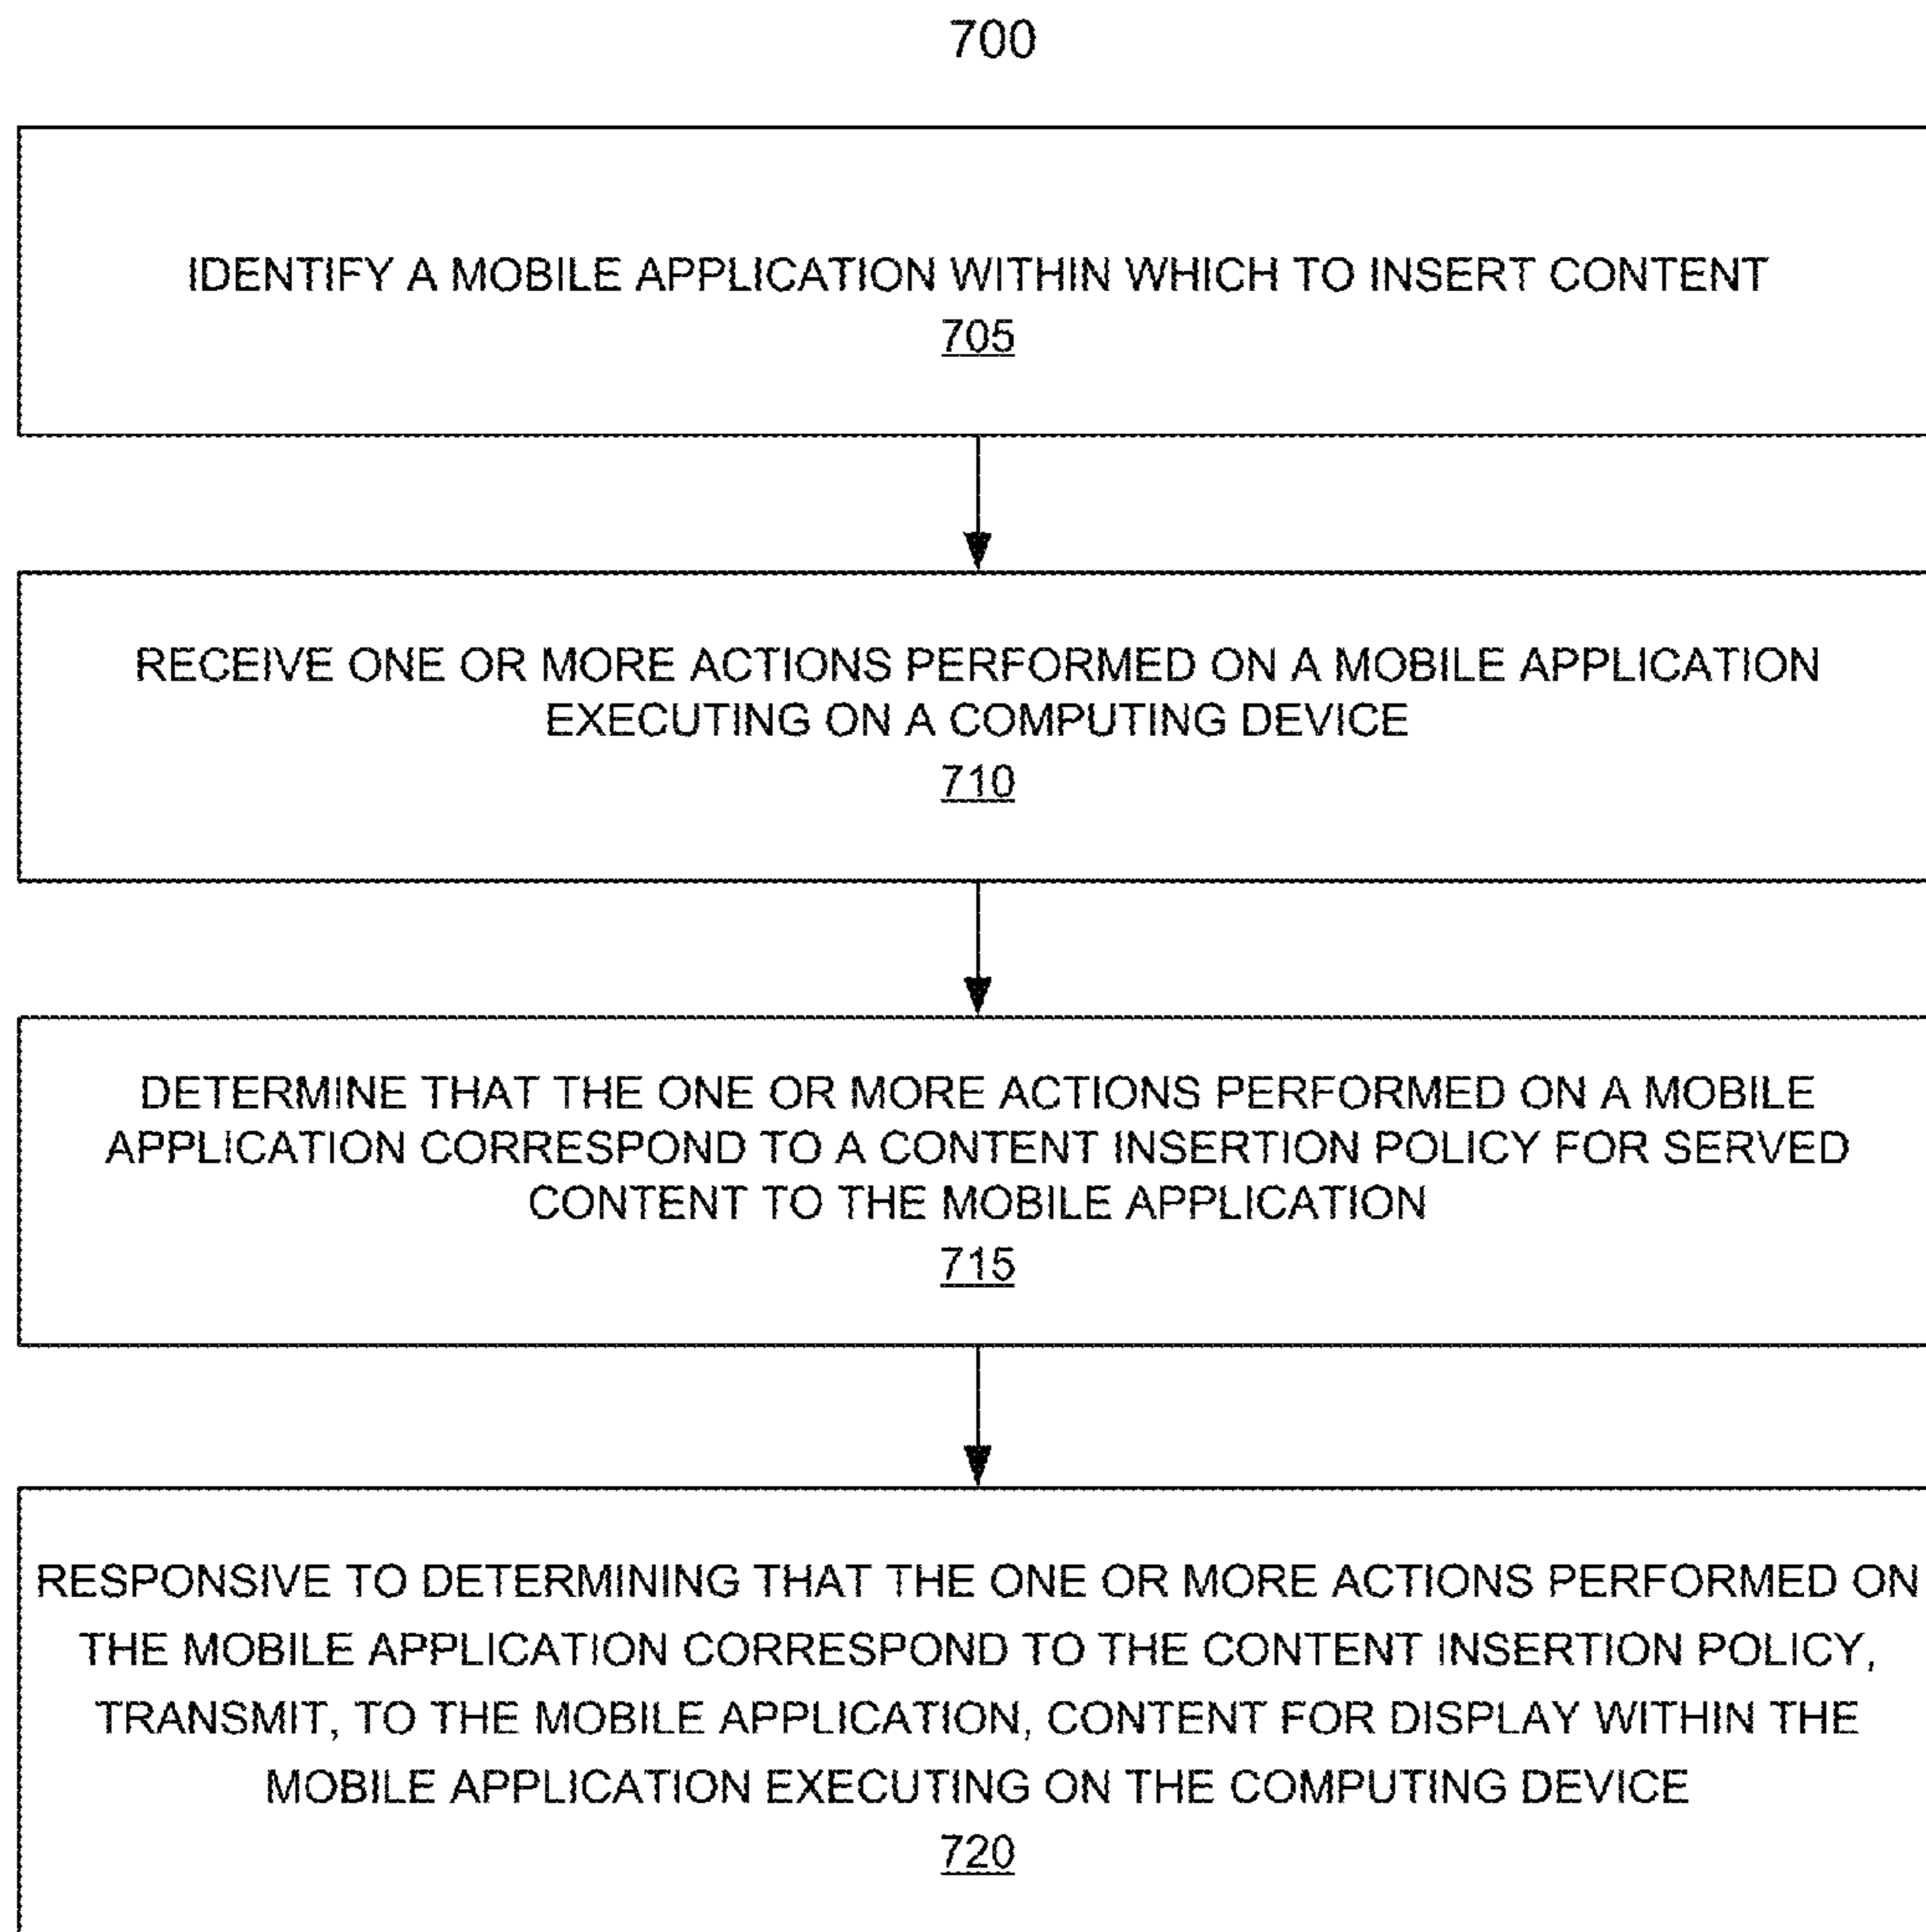 700
IDENTIFY A MOBILE APPLICATION WITHIN WHICH TO INSERT CONTENT
705
RECEIVE ONE OR MORE ACTIONS PERFORMED ON A MOBILE APPLICATION
EXECUTING ON A COMPUTING DEVICE
710
DETERMINE THAT THE ONE OR MORE ACTIONS PERFORMED ON A MOBILE
APPLICATION CORRESPOND TO A CONTENT INSERTION POLICY FOR SERVED
CONTENT TO THE MOBILE APPLICATION
715
RESPONSIVE TO DETERMINING THAT THE ONE OR MORE ACTIONS PERFORMED ON
THE MOBILE APPLICATION CORRESPOND TO THE CONTENT INSERTION POLICY,
TRANSMIT, TO THE MOBILE APPLICATION, CONTENT FOR DISPLAY WITHIN THE
MOBILE APPLICATION EXECUTING ON THE COMPUTING DEVICE
720